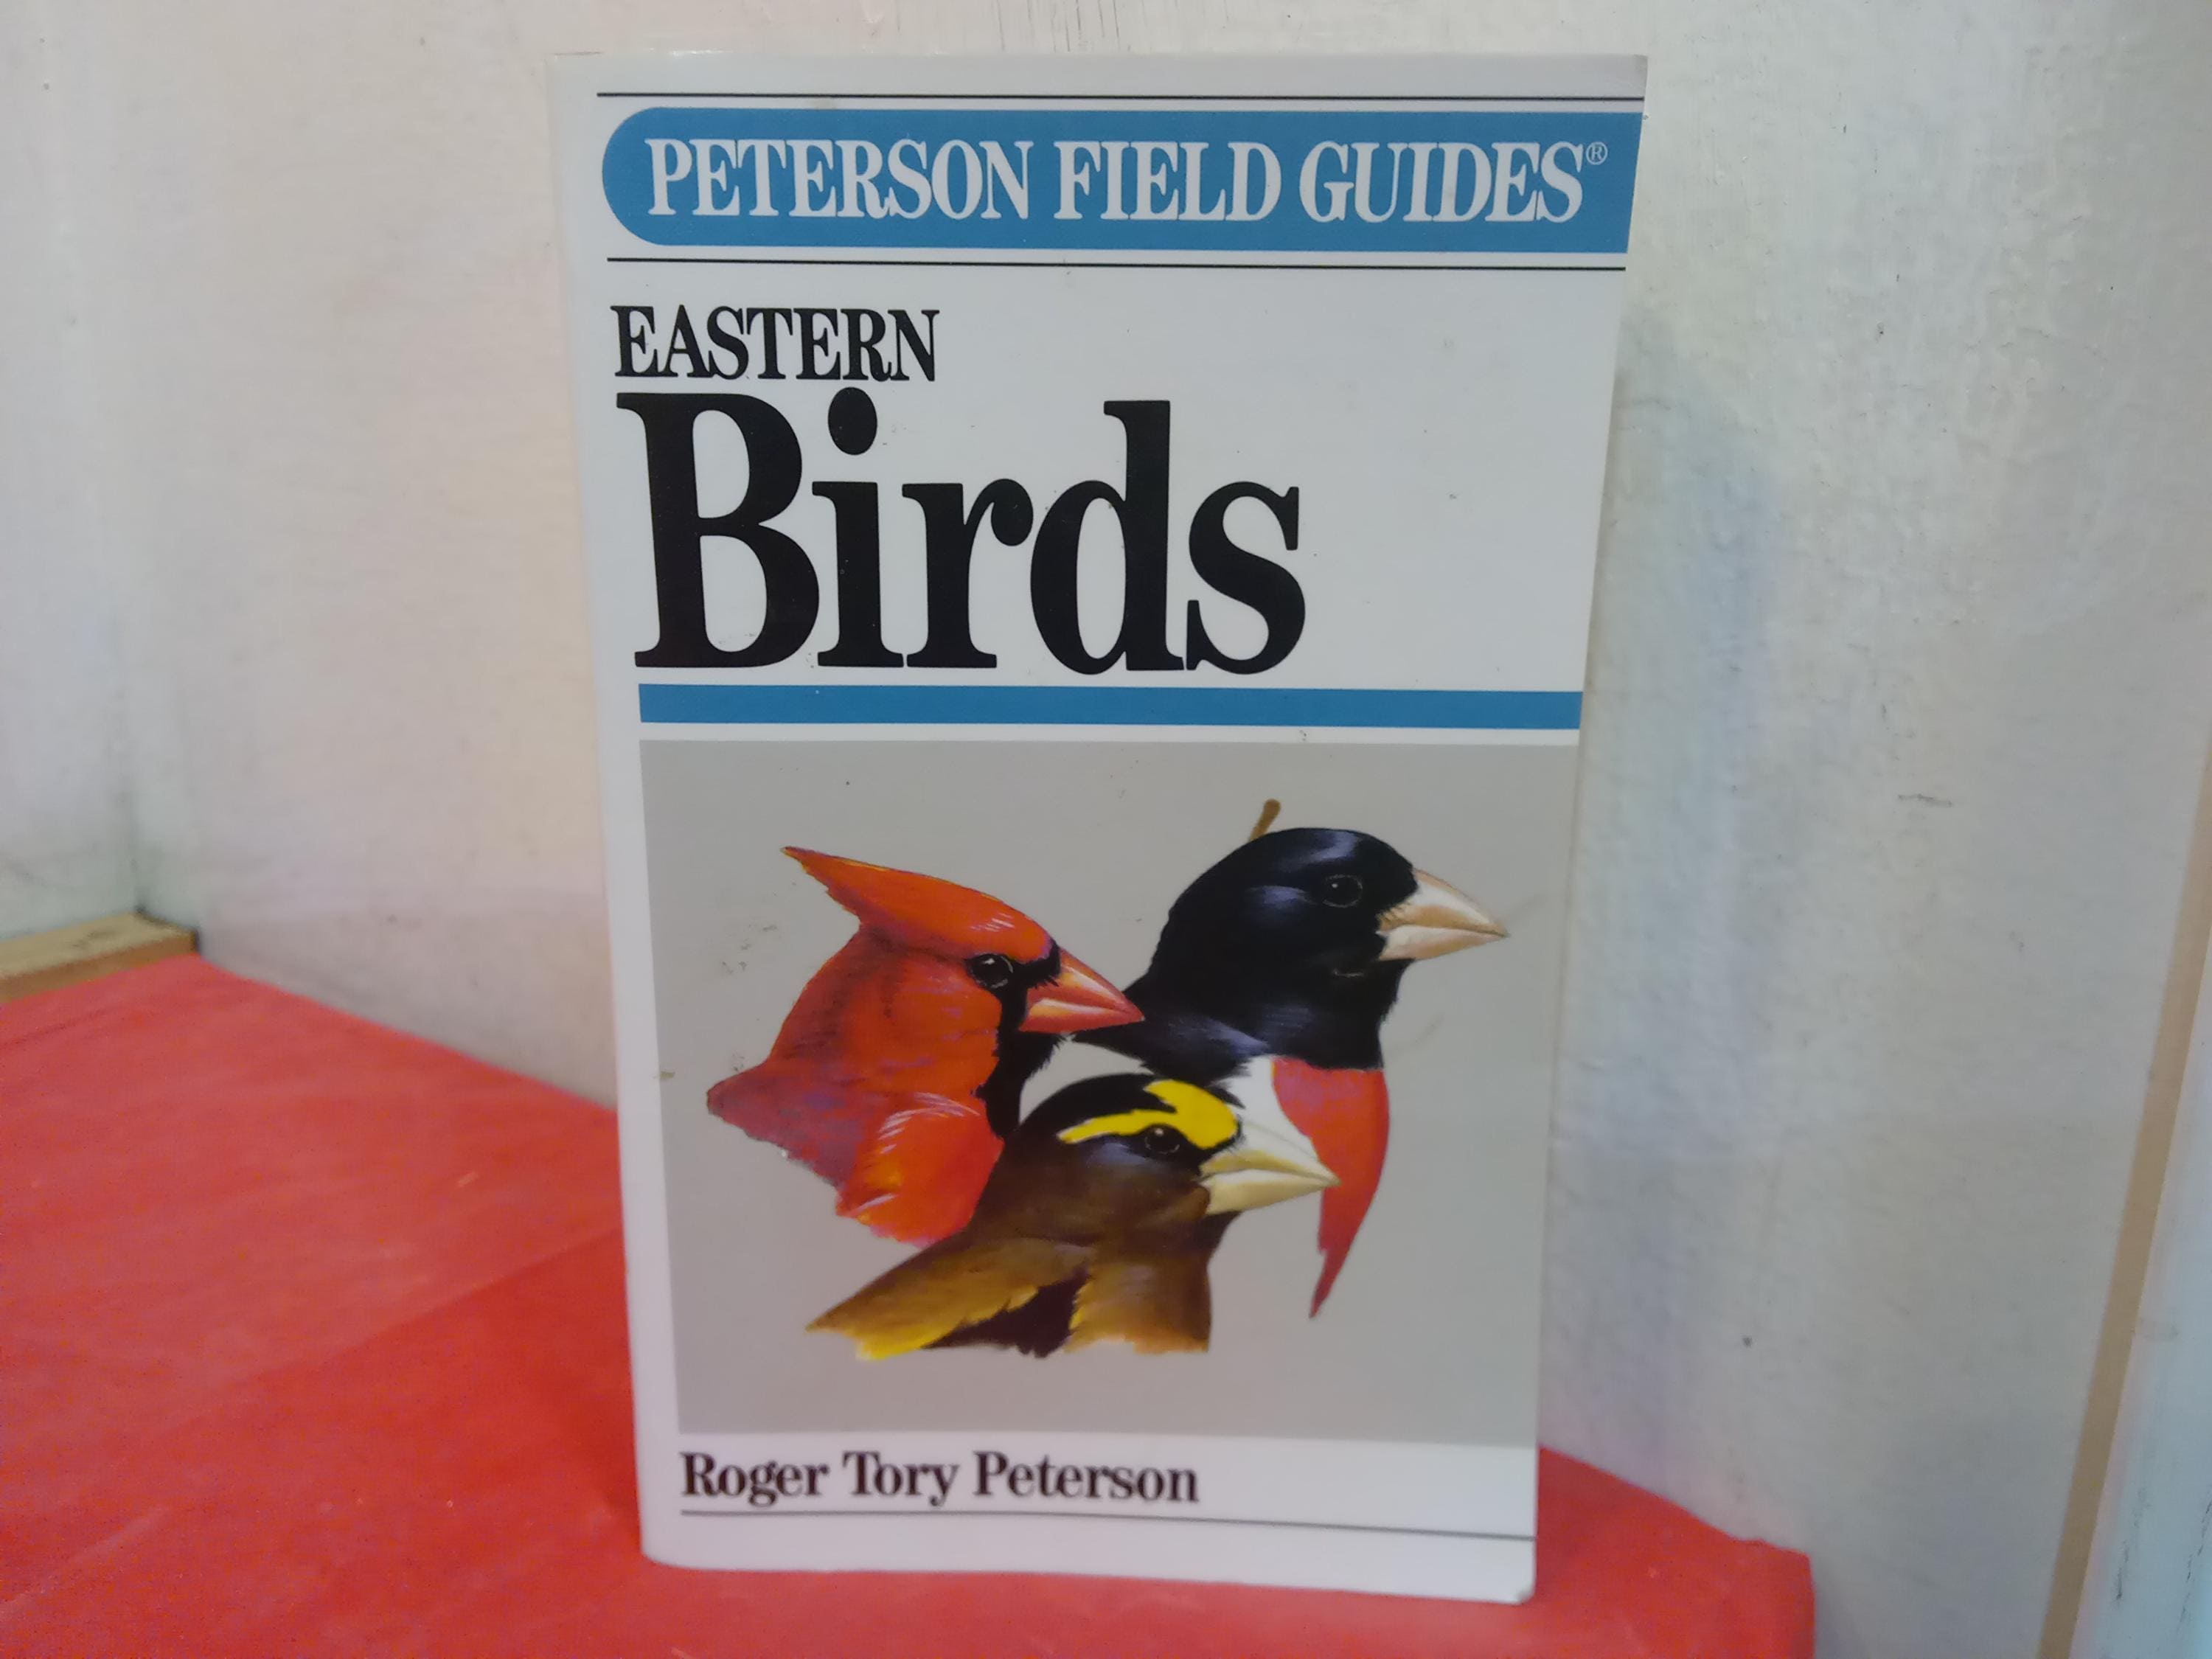 PETERSON FIELD GUIDES®
EASTERN
Birds
Roger Tory Peterson